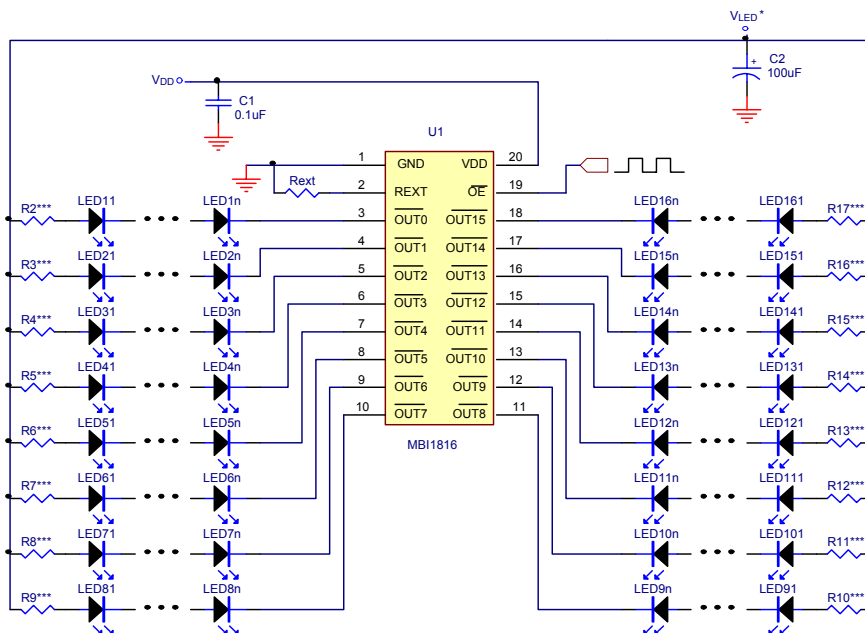 VLED*
C2
100uF
VDD
C1
0.1uF
U1
1 GND VDD 20
Rext
2 REXT OE 19
R2*** LED11 LED1n 3 OUT0 OUT15 18 LED16n LED161 R17***
R3*** LED21 LED2n 4 OUT1 OUT14 17 LED15n LED151 R16***
R4*** LED31 LED3n 5 OUT2 OUT13 16 LED14n LED141 R15***
R5*** LED41 LED4n 6 OUT3 OUT12 15 LED13n LED131 R14***
R6*** LED51 LED5n 7 OUT4 OUT11 14 LED12n LED121 R13***
R7*** LED61 LED6n 8 OUT5 OUT10 13 LED11n LED111 R12***
R8*** LED71 LED7n 9 OUT6 OUT9 12 LED10n LED101 R11***
R9*** LED81 LED8n 10 OUT7 OUT8 11 LED9n LED91 R10***
MBI1816